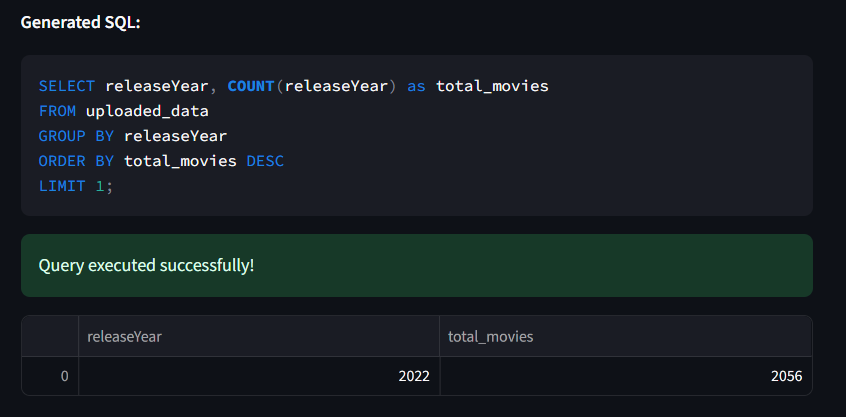 Generated SQL:
SELECT releaseYear, COUNT(releaseYear) as total_movies
FROM uploaded_data
GROUP BY releaseYear
ORDER BY total_movies DESC
LIMIT 1;
Query executed successfully!
releaseYear total_movies
0 2022 2056